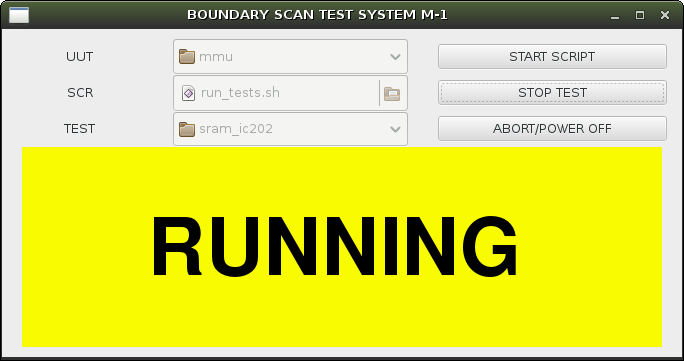 BOUNDARY SCAN TEST SYSTEM M-1
UUT mmu START SCRIPT
SCR run_tests.sh STOP TEST
TEST sram_ic202 ABORT/POWER OFF
RUNNING